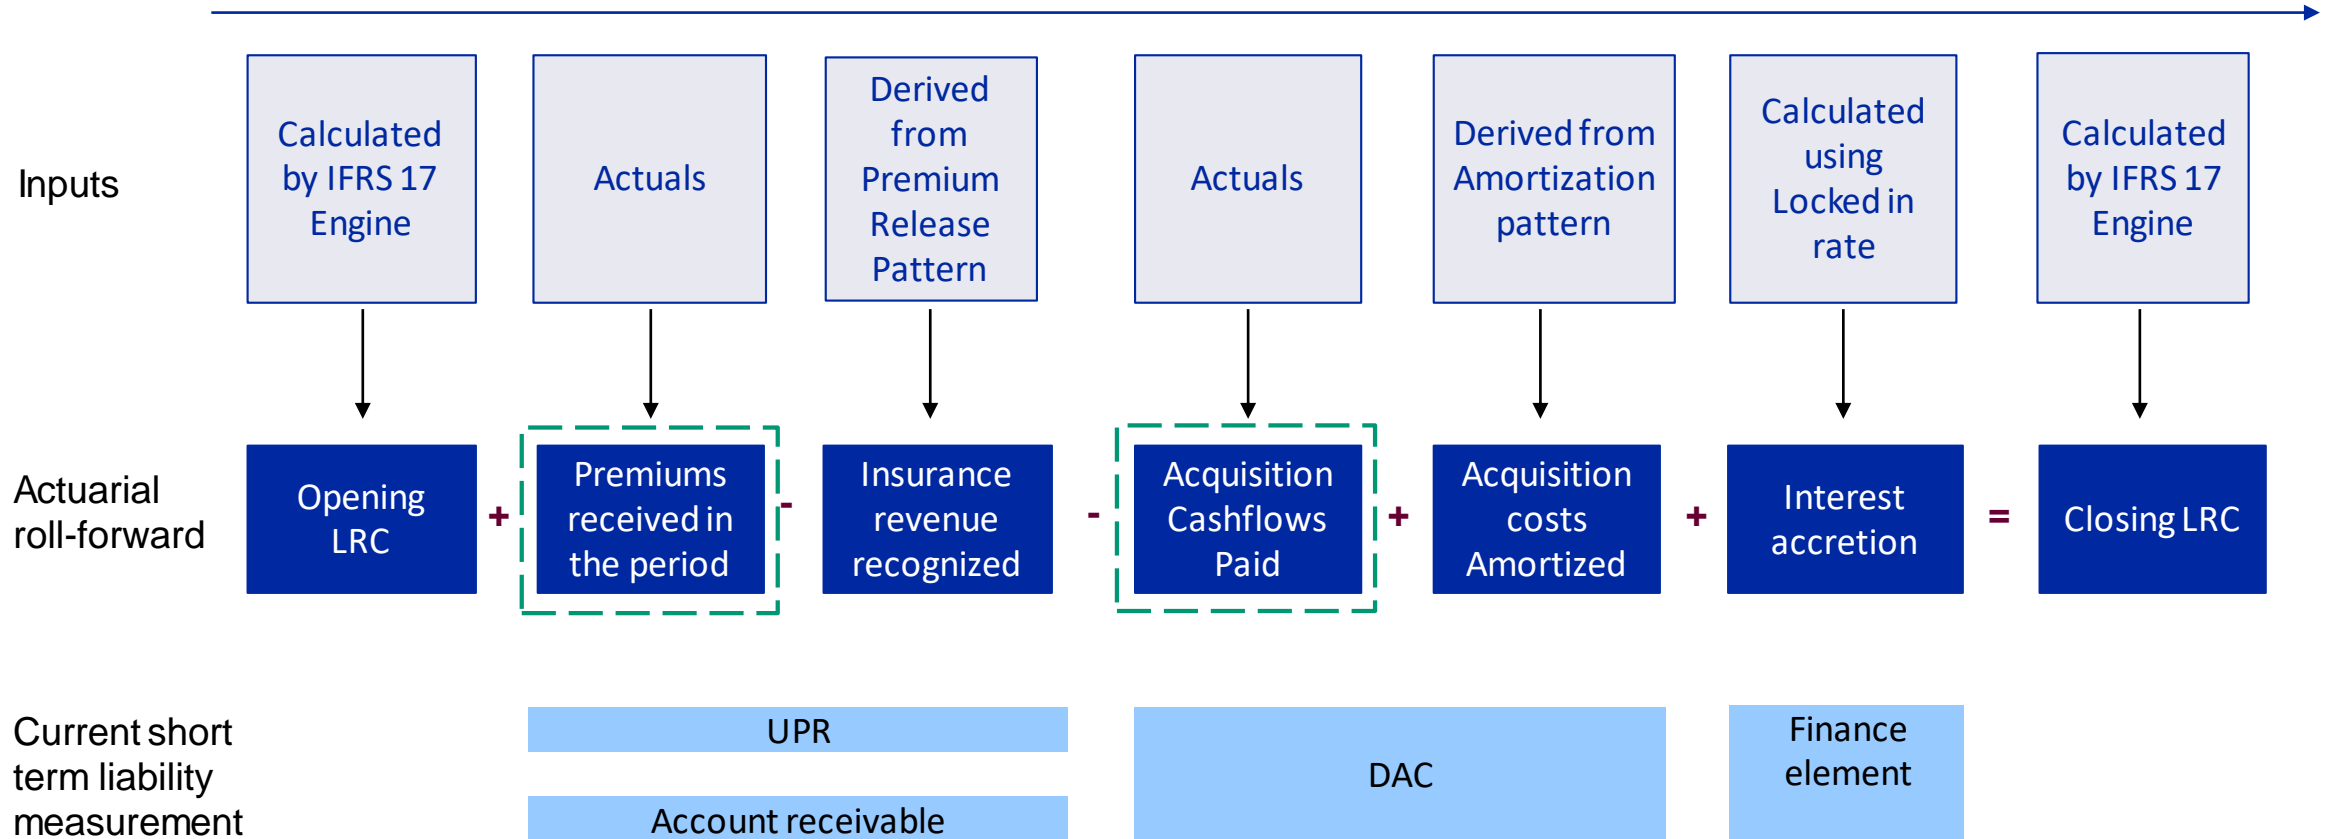 Inputs
Calculated
by IFRS 17
Engine
Actuals
Derived
from
Premium
Release
Pattern
Actuals
Derived from
Amortization
pattern
Calculated
using
Locked in
rate
Calculated
by IFRS 17
Engine
Actuarial
roll-forward
Opening
LRC
+
Premiums
received in
the period
-
Insurance
revenue
recognized
-
Acquisition
Cashflows
Paid
+
Acquisition
costs
Amortized
+
Interest
accretion
=
Closing LRC
Current short
term liability
measurement
UPR
Account receivable
DAC
Finance
element